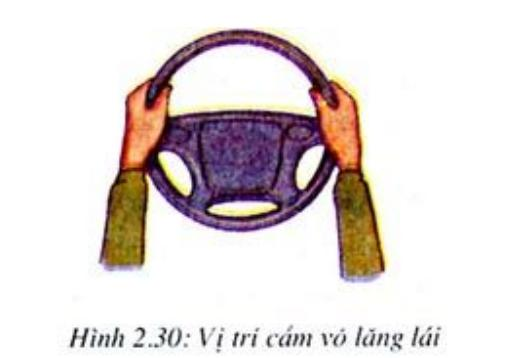 Hình 2.30: Vị trí cầm vô lăng lái